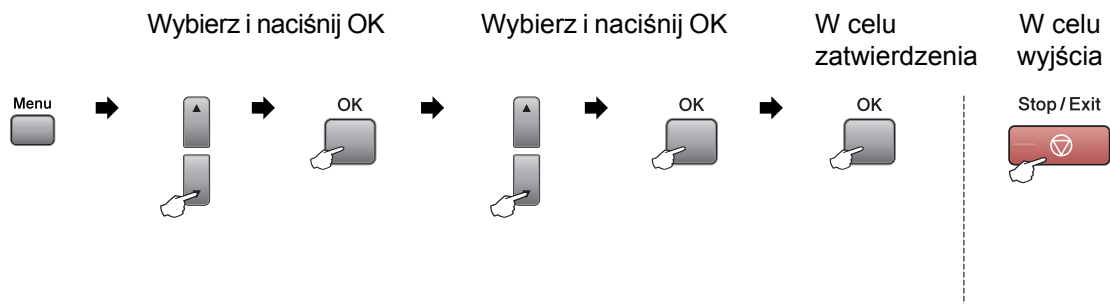 Wybierz i naciśnij OK
Wybierz i naciśnij OK
W celu
zatwierdzenia
W celu
wyjścia
Menu
OK
OK
OK
Stop / Exit